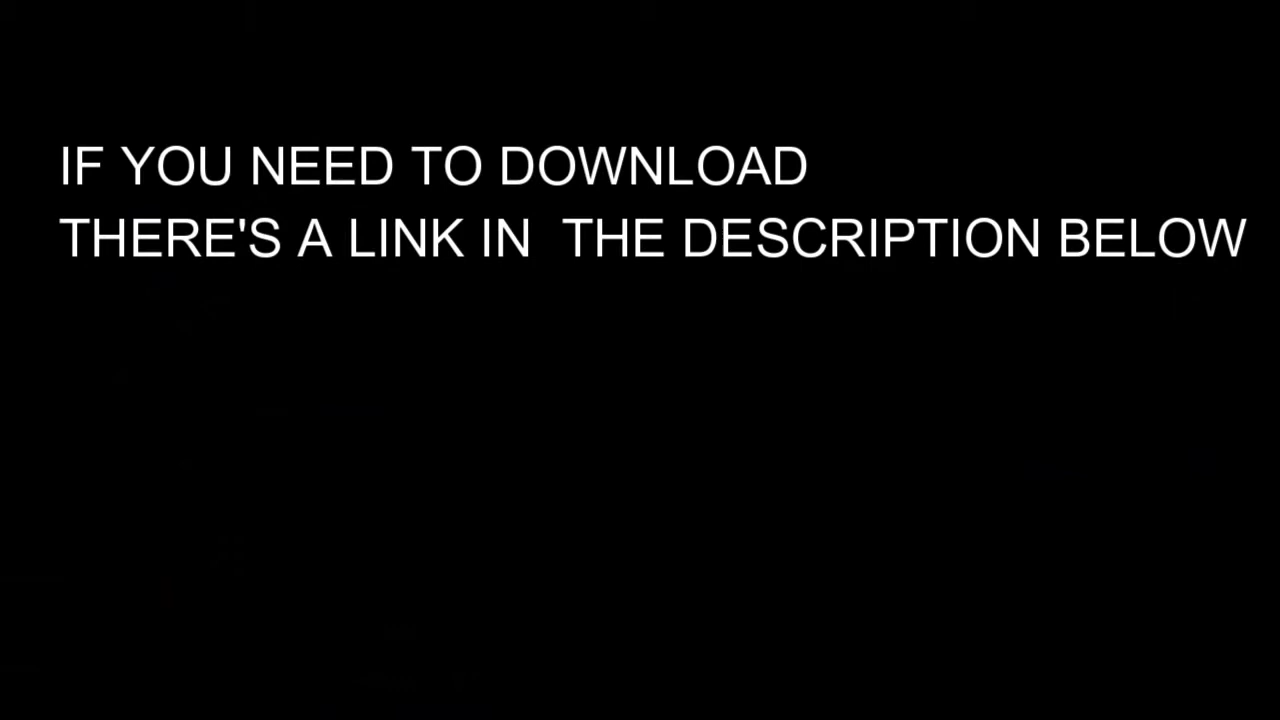 IF YOU NEED TO DOWNLOAD
THERE'S A LINK IN  THE DESCRIPTION BELOW